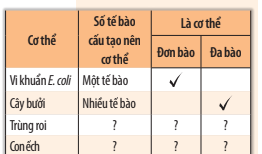 Cơ thể | Số tế bào cấu tạo nên cơ thể | Là cơ thể
Đơn bào | Đa bào
Vi khuẩn E. coli | Một tế bào | ✓ |
Cây bưởi | Nhiều tế bào | | ✓
Trùng roi | ? | ? | ?
Con ếch | ? | ? | ?